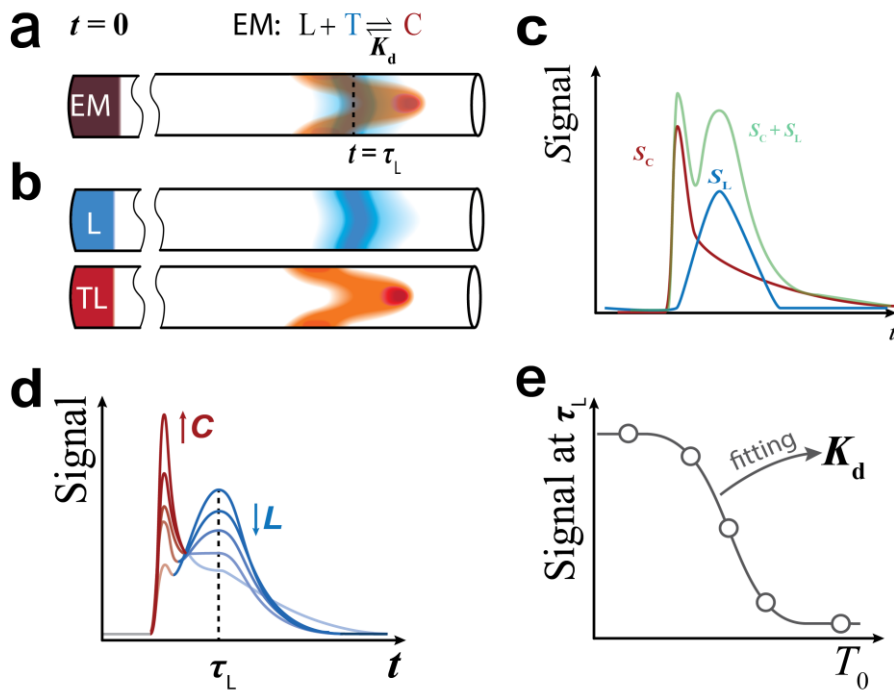 a
t = 0
EM: L + T ⇌ C
K_d
EM
t = τ_L
b
L
TL
c
Signal
S_C
S_L
S_C + S_L
t
d
Signal
C
L
τ_L
t
e
Signal at τ_L
fitting
K_d
T_0